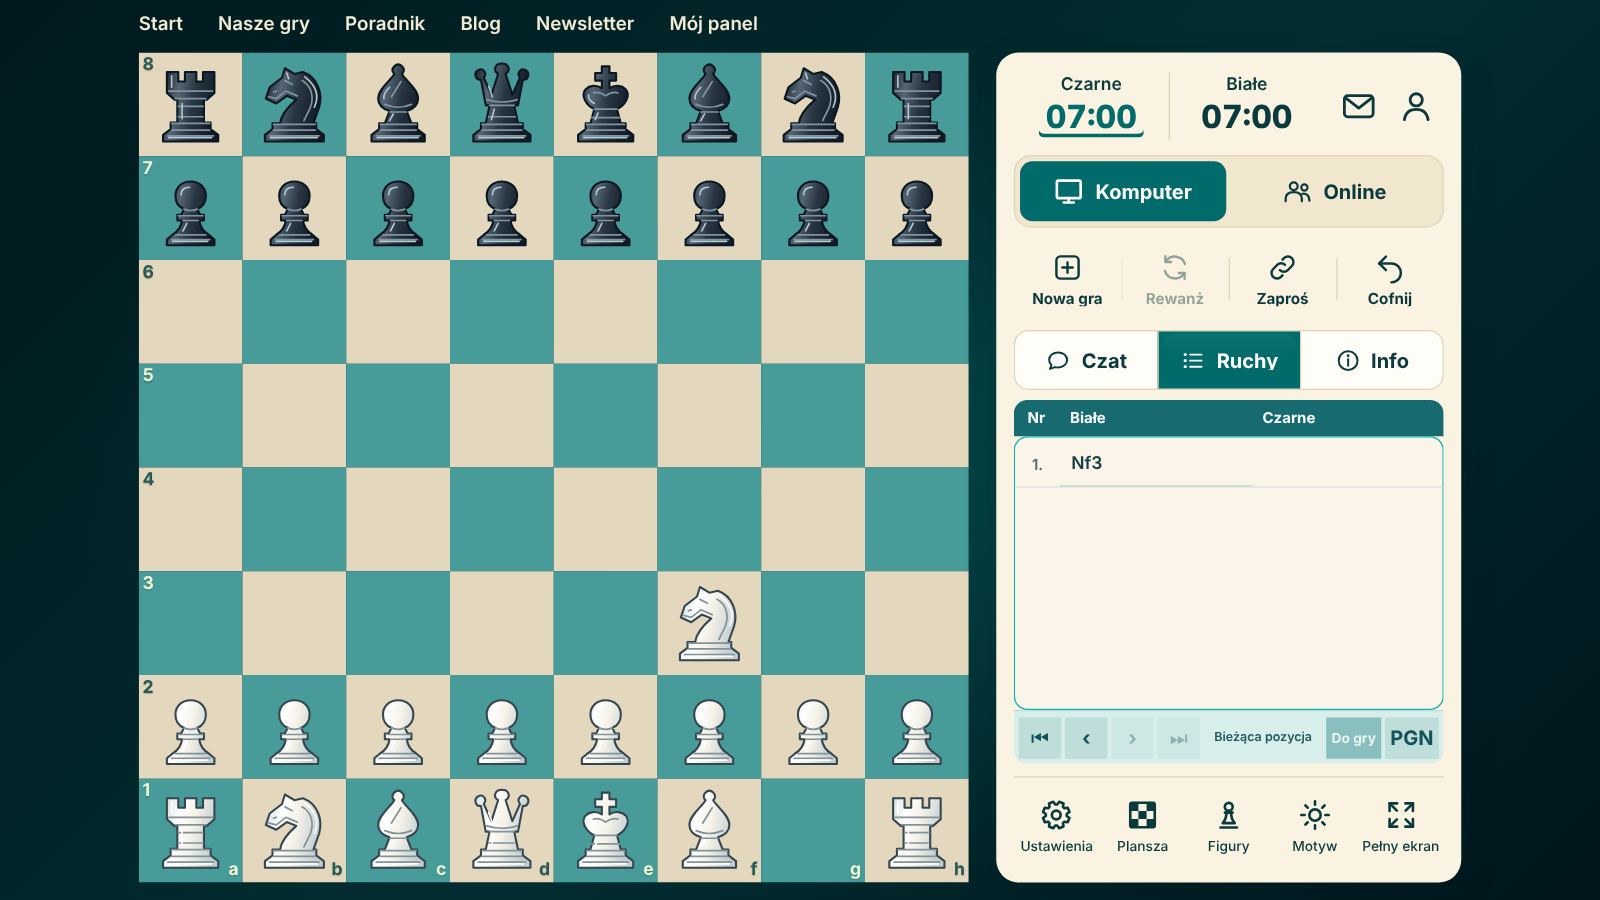 Start Nasze gry Poradnik Blog Newsletter Mój panel
8
7
6
5
4
3
2
1
a b c d e f g h
Czarne Białe
07:00 07:00
Komputer Online
Nowa gra Rewanż Zaproś Cofnij
Czat Ruchy Info
Nr Białe Czarne
1. Nf3
Bieżąca pozycja Do gry PGN
Ustawienia Plansza Figury Motyw Pełny ekran